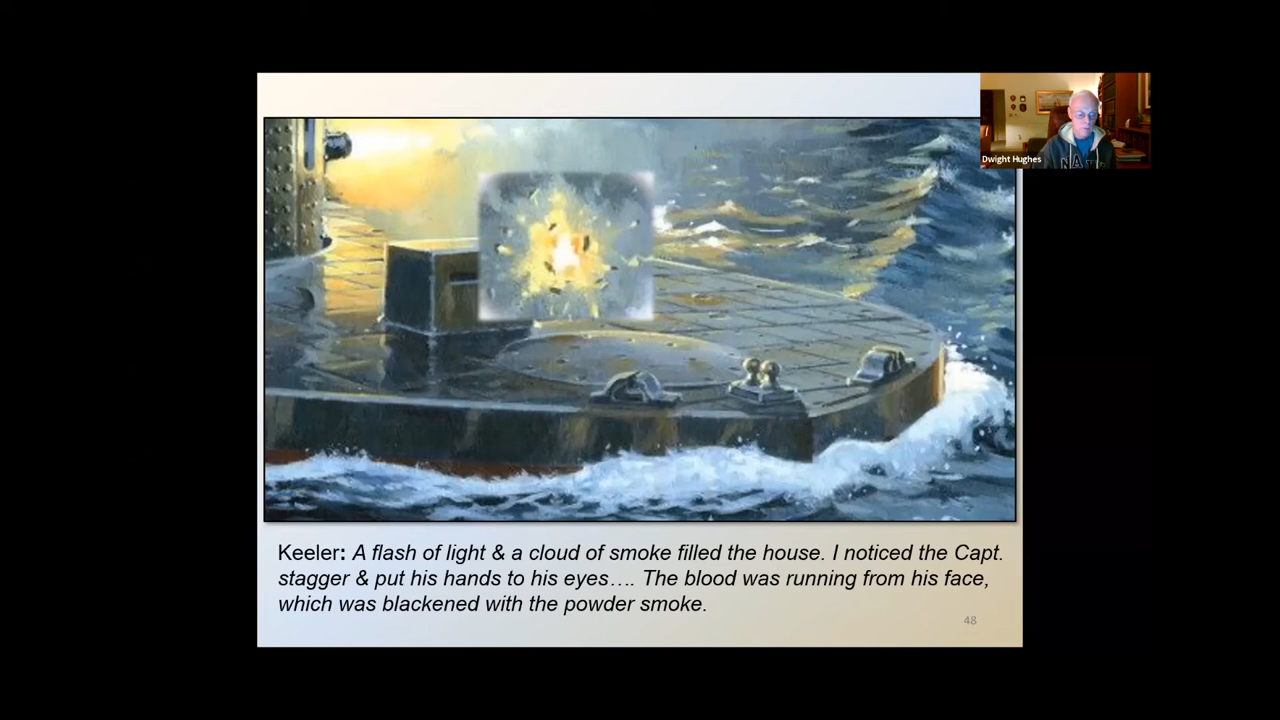 Dwight Hughes
Keeler: A flash of light & a cloud of smoke filled the house. I noticed the Capt.
stagger & put his hands to his eyes…. The blood was running from his face,
which was blackened with the powder smoke.
48